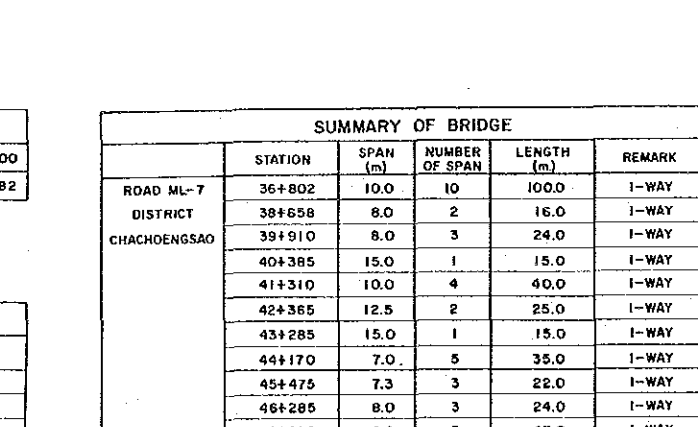 00
82
SUMMARY OF BRIDGE
STATION SPAN (m) NUMBER OF SPAN LENGTH (m) REMARK
ROAD ML-7 36+802 10.0 10 100.0 1-WAY
DISTRICT 38+658 8.0 2 16.0 1-WAY
CHACHOENGSAO 39+910 8.0 3 24.0 1-WAY
40+385 15.0 1 15.0 1-WAY
41+310 10.0 4 40.0 1-WAY
42+365 12.5 2 25.0 1-WAY
43+285 15.0 1 15.0 1-WAY
44+170 7.0 5 35.0 1-WAY
45+475 7.3 3 22.0 1-WAY
46+285 8.0 3 24.0 1-WAY